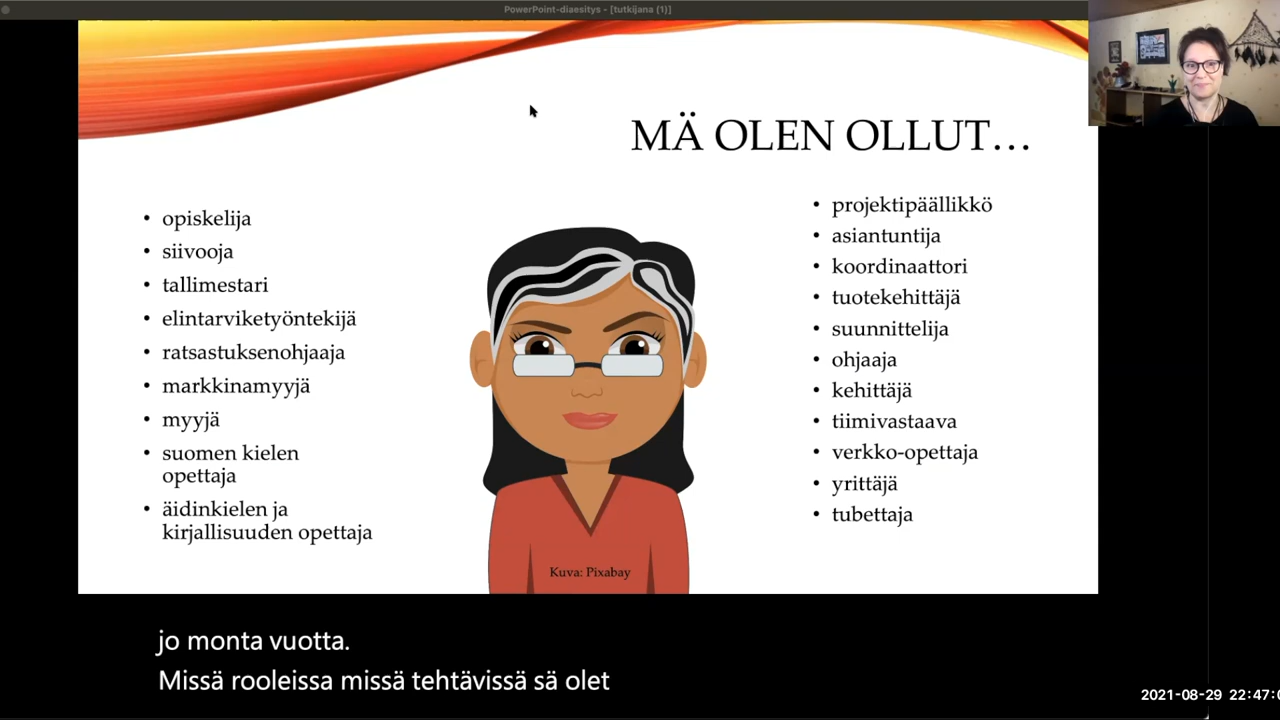 PowerPoint-diaesitys - [tutkijana (1)]
MÄ OLEN OLLUT…
• opiskelija
• siivooja
• tallimestari
• elintarviketyöntekijä
• ratsastuksenohjaaja
• markkinamyyjä
• myyjä
• suomen kielen
opettaja
• äidinkielen ja
kirjallisuuden opettaja
• projektipäällikkö
• asiantuntija
• koordinaattori
• tuotekehittäjä
• suunnittelija
• ohjaaja
• kehittäjä
• tiimivastaava
• verkko-opettaja
• yrittäjä
• tubettaja
Kuva: Pixabay
jo monta vuotta.
Missä rooleissa missä tehtävissä sä olet
2021-08-29 22:47:0